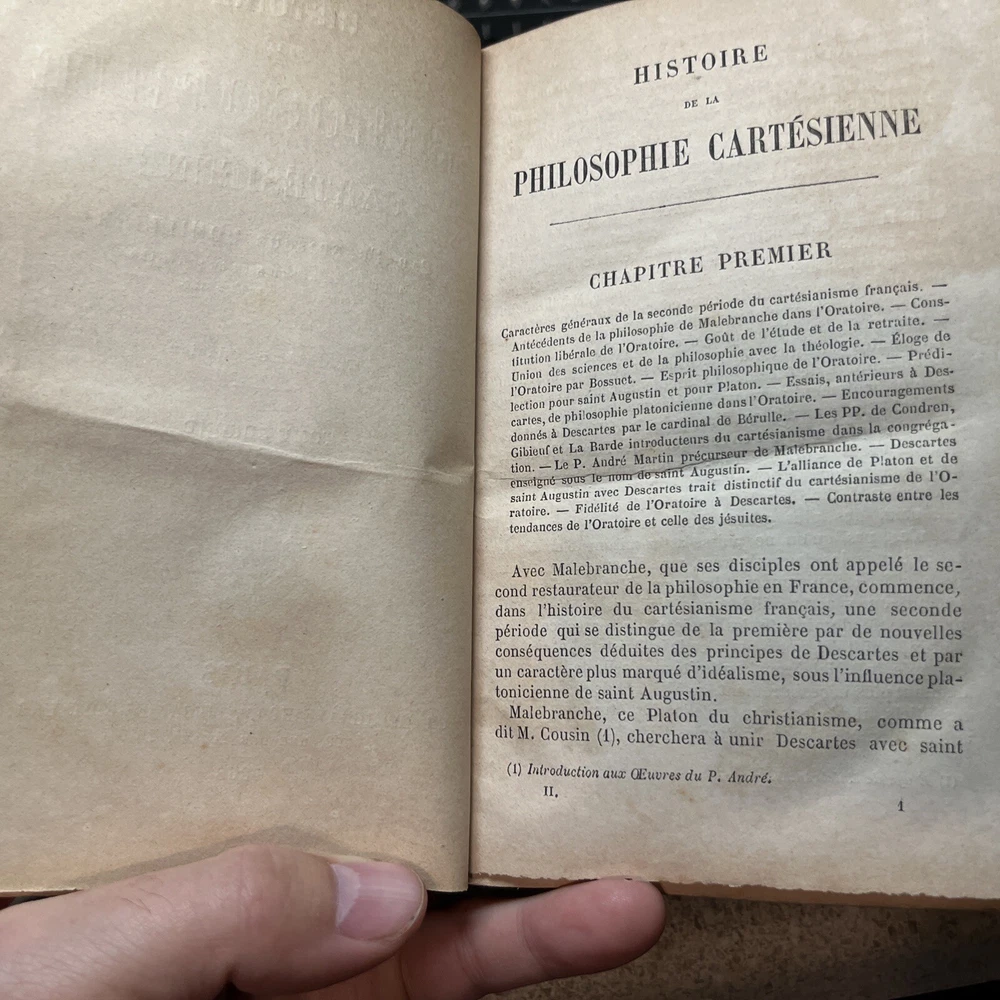 HISTOIRE
DE LA
PHILOSOPHIE CARTÉSIENNE
CHAPITRE PREMIER
Caractères généraux de la seconde période du cartésianisme français. —
Antécédents de la philosophie de Malebranche dans l'Oratoire. — Cons-
titution libérale de l'Oratoire. — Goût de l'étude et de la retraite. —
Union des sciences et de la philosophie avec la théologie. — Éloge de
l'Oratoire par Bossuet. — Esprit philosophique de l'Oratoire. — Prédi-
lection pour saint Augustin et pour Platon. — Essais, antérieurs à Des-
cartes, de philosophie platonicienne dans l'Oratoire. — Encouragements
donnés à Descartes par le cardinal de Bérulle. — Les PP. de Condren,
Gibieuf et La Barde introducteurs du cartésianisme dans la congréga-
tion. — Le P. André Martin précurseur de Malebranche. — Descartes
enseigné sous le nom de saint Augustin. — L'alliance de Platon et de
saint Augustin avec Descartes trait distinctif du cartésianisme de l'O-
ratoire. — Fidélité de l'Oratoire à Descartes. — Contraste entre les
tendances de l'Oratoire et celle des jésuites.
Avec Malebranche, que ses disciples ont appelé le se-
cond restaurateur de la philosophie en France, commence,
dans l'histoire du cartésianisme français, une seconde
période qui se distingue de la première par de nouvelles
conséquences déduites des principes de Descartes et par
un caractère plus marqué d'idéalisme, sous l'influence pla-
tonicienne de saint Augustin.
Malebranche, ce Platon du christianisme, comme a
dit M. Cousin (1), cherchera à unir Descartes avec saint
(1) Introduction aux Œuvres du P. André.
II.
1